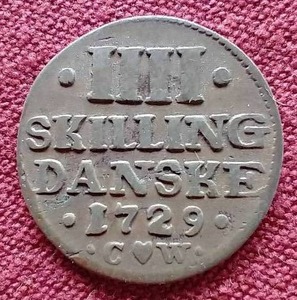 · IIII ·
SKILLING
DANSKE
· 1729 ·
· C ♥ W ·